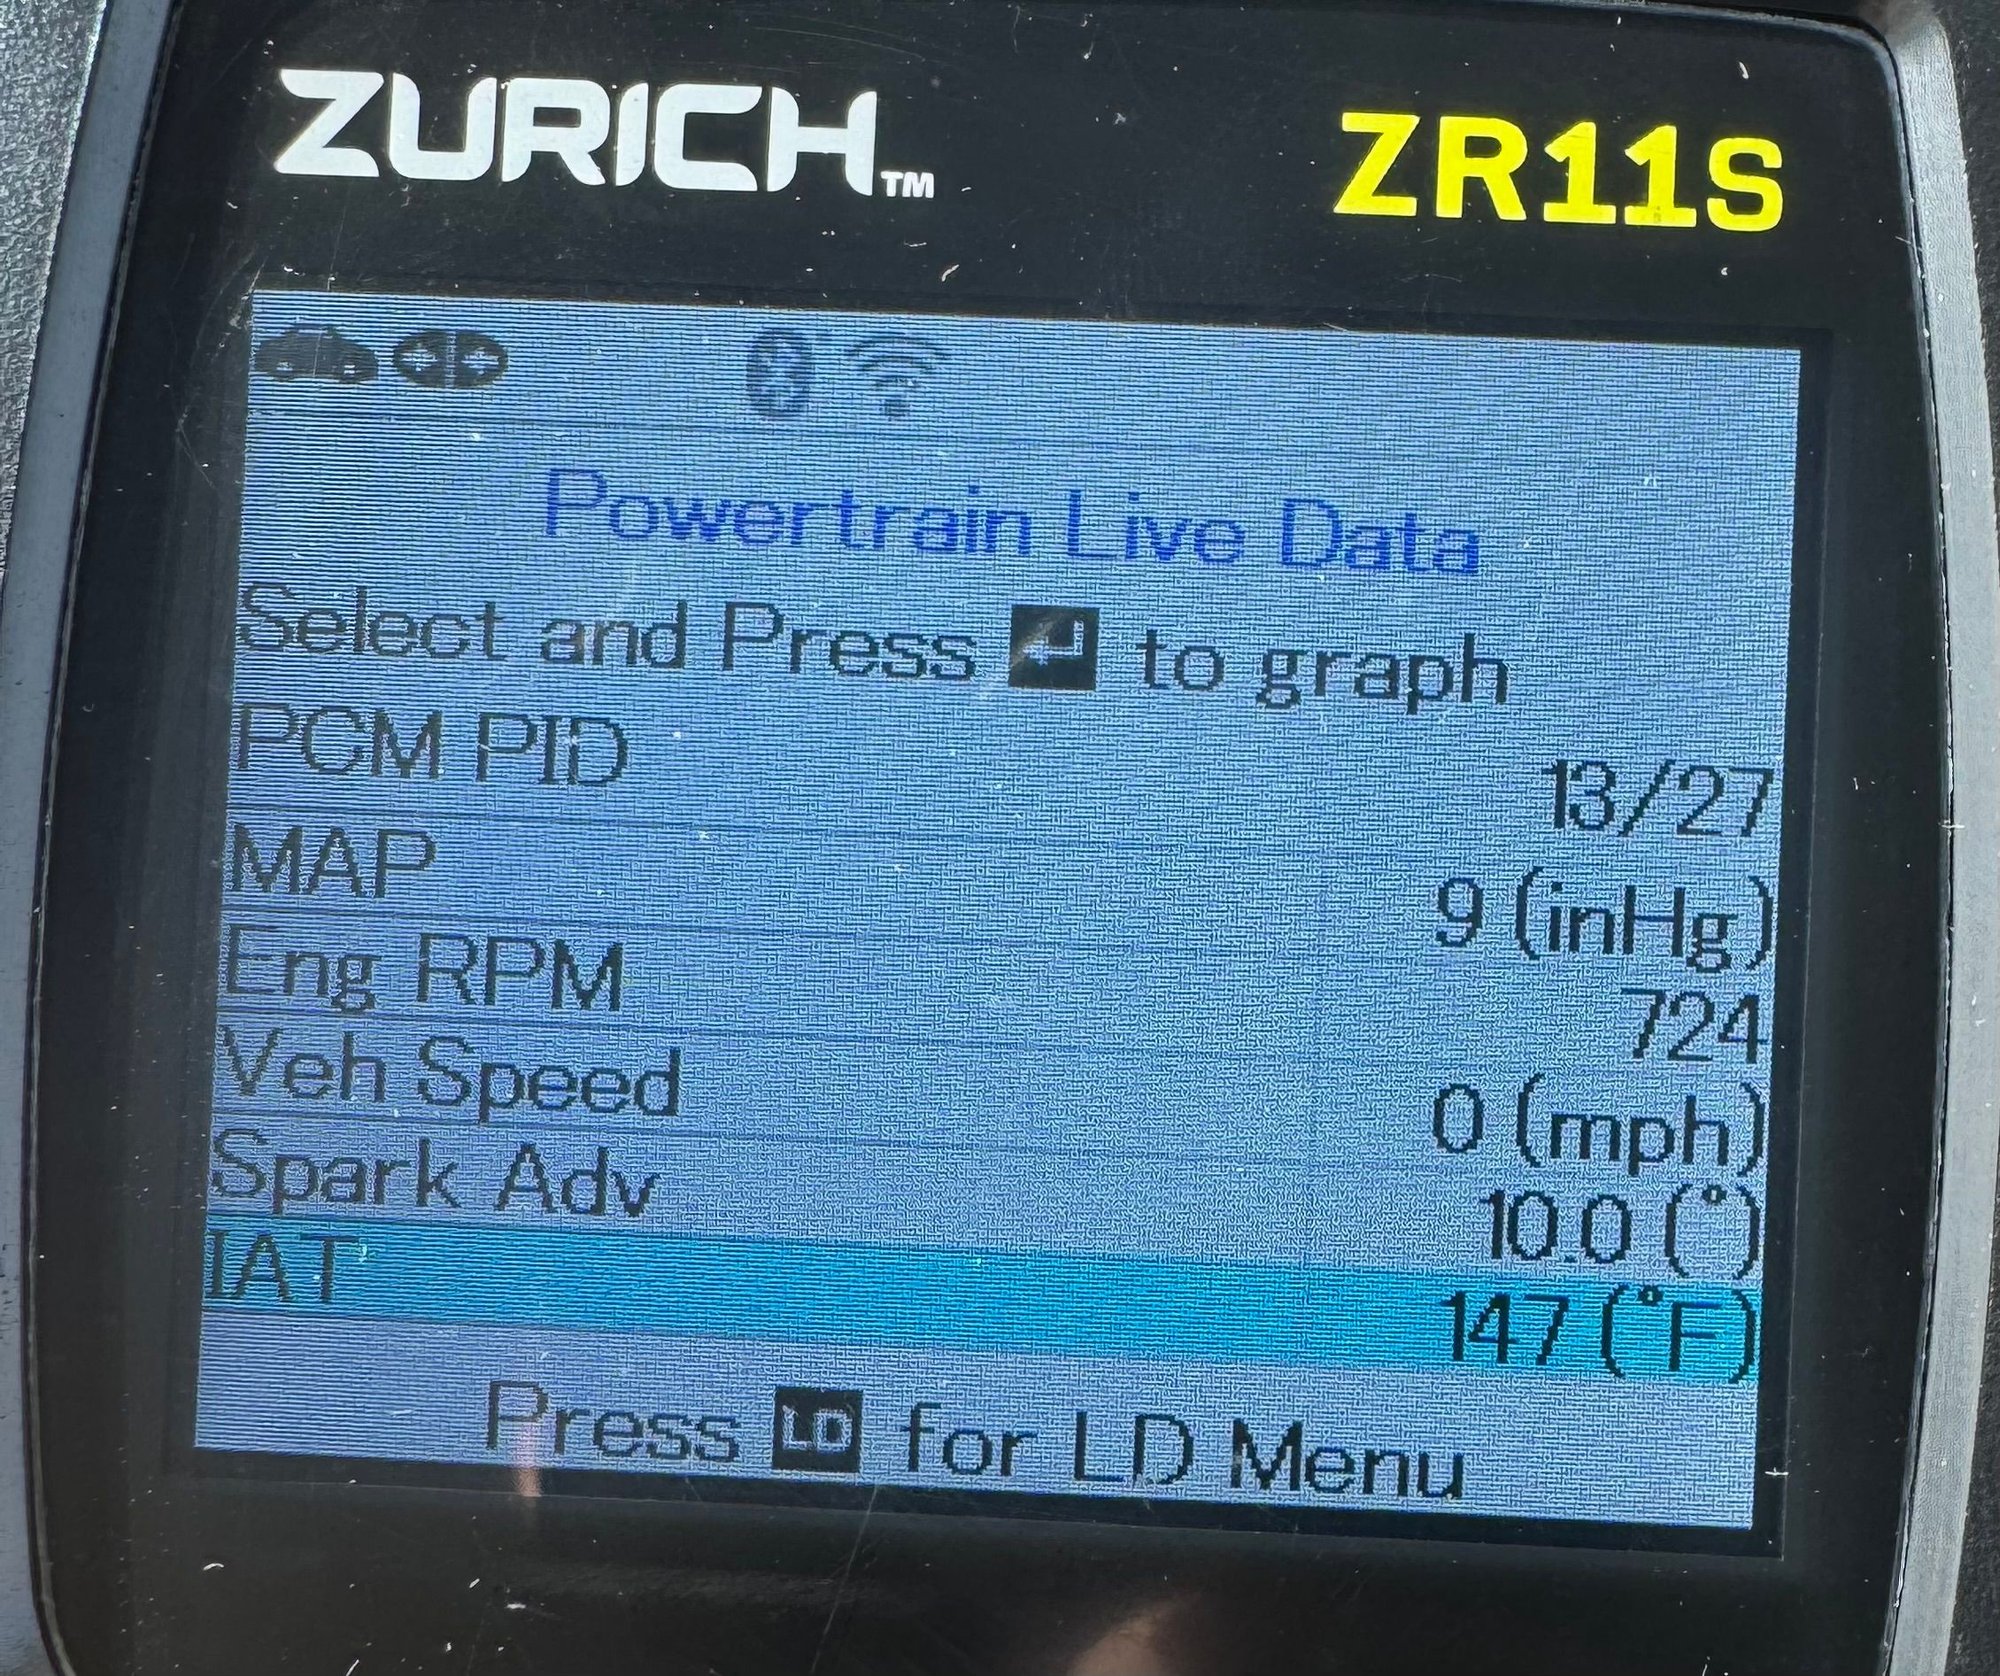 ZURICH™ ZR11S
Powertrain Live Data
Select and Press to graph
PCM PID 13/27
MAP 9 (inHg)
Eng RPM 724
Veh Speed 0 (mph)
Spark Adv 10.0 (°)
IAT 147 (°F)
Press LD for LD Menu